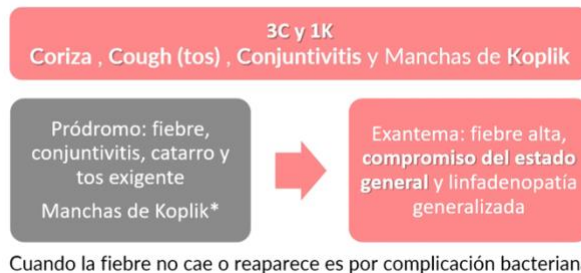 3C y 1K
Coriza , Cough (tos) , Conjuntivitis y Manchas de Koplik
Pródromo: fiebre,
conjuntivitis, catarro y
tos exigente
Manchas de Koplik*
Exantema: fiebre alta,
compromiso del estado
general y linfadenopatía
generalizada
Cuando la fiebre no cae o reaparece es por complicación bacterian